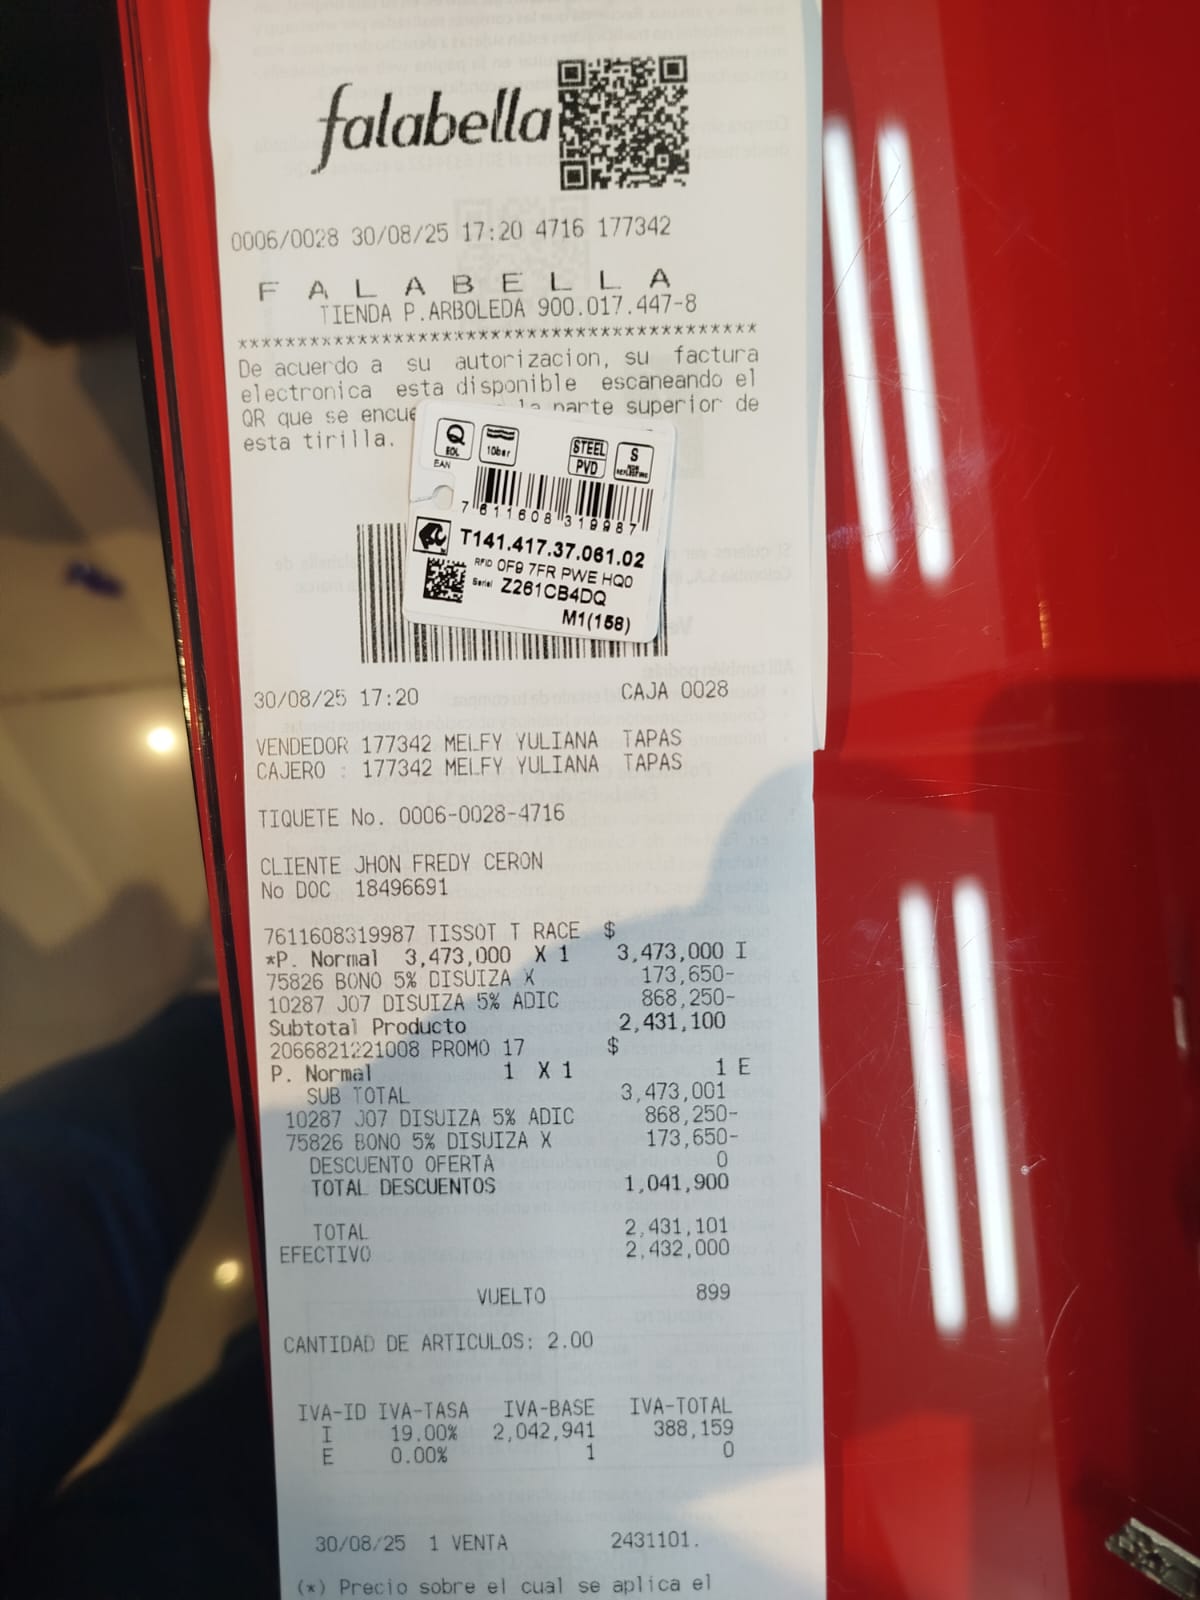 falabella
0006/0028 30/08/25 17:20 4716 177342
F A L A B E L L A
TIENDA P.ARBOLEDA 900.017.447-8
*******************************************
De acuerdo a su autorizacion, su factura
electronica esta disponible escaneando el
QR que se la parte superior de
esta tirilla.
Q EOL 10bar STEEL PVD S
EAN
7 611608 319987
T141.417.37.061.02
RFID 0F9 7FR PWE HQ0
Serial Z261CB4DQ
M1(158)
30/08/25 17:20 CAJA 0028
VENDEDOR 177342 MELFY YULIANA TAPAS
CAJERO : 177342 MELFY YULIANA TAPAS
TIQUETE No. 0006-0028-4716
CLIENTE JHON FREDY CERON
No DOC 18496691
7611608319987 TISSOT T RACE $
*P. Normal 3,473,000 X 1 3,473,000 I
75826 BONO 5% DISUIZA X 173,650-
10287 J07 DISUIZA 5% ADIC 868,250-
Subtotal Producto 2,431,100
2066821221008 PROMO 17 $
P. Normal 1 X 1 1 E
SUB TOTAL 3,473,001
10287 J07 DISUIZA 5% ADIC 868,250-
75826 BONO 5% DISUIZA X 173,650-
DESCUENTO OFERTA 0
TOTAL DESCUENTOS 1,041,900
TOTAL 2,431,101
EFECTIVO 2,432,000
VUELTO 899
CANTIDAD DE ARTICULOS: 2.00
IVA-ID IVA-TASA IVA-BASE IVA-TOTAL
I 19.00% 2,042,941 388,159
E 0.00% 1 0
30/08/25 1 VENTA 2431101.
(*) Precio sobre el cual se aplica el